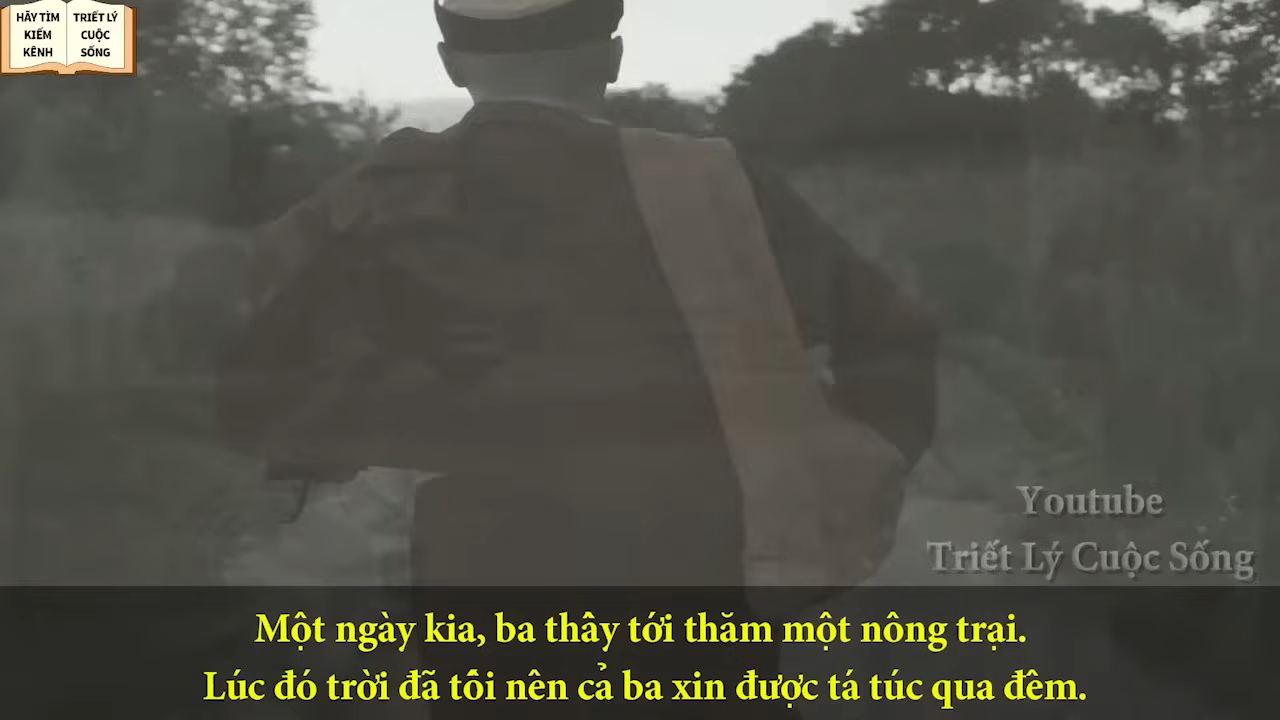 HÃY TÌM TRIẾT LÝ
KIẾM CUỘC
KÊNH SỐNG
Youtube
Triết Lý Cuộc Sống
Một ngày kia, ba thầy tới thăm một nông trại.
Lúc đó trời đã tối nên cả ba xin được tá túc qua đêm.